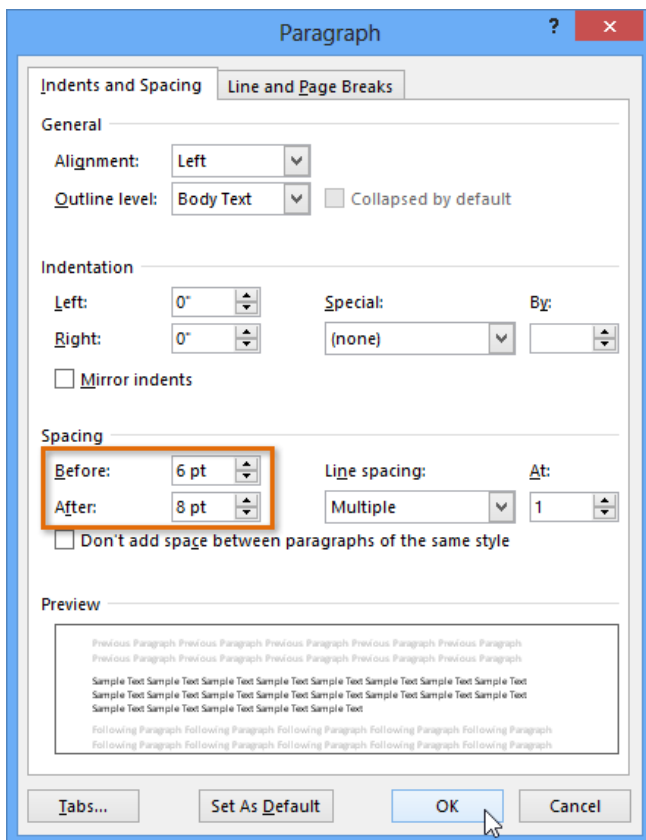 Paragraph ?
Indents and Spacing Line and Page Breaks
General
Alignment: Left
Outline level: Body Text Collapsed by default
Indentation
Left: 0" Special: By:
Right: 0" (none)
Mirror indents
Spacing
Before: 6 pt Line spacing: At:
After: 8 pt Multiple 1
Don't add space between paragraphs of the same style
Preview
Previous Paragraph Previous Paragraph Previous Paragraph Previous Paragraph Previous Paragraph
Previous Paragraph Previous Paragraph Previous Paragraph Previous Paragraph Previous Paragraph
Sample Text Sample Text Sample Text Sample Text Sample Text Sample Text Sample Text Sample Text
Sample Text Sample Text Sample Text Sample Text Sample Text Sample Text Sample Text Sample Text
Sample Text Sample Text Sample Text Sample Text Sample Text
Following Paragraph Following Paragraph Following Paragraph Following Paragraph Following Paragraph
Following Paragraph Following Paragraph Following Paragraph Following Paragraph Following Paragraph
Tabs... Set As Default OK Cancel